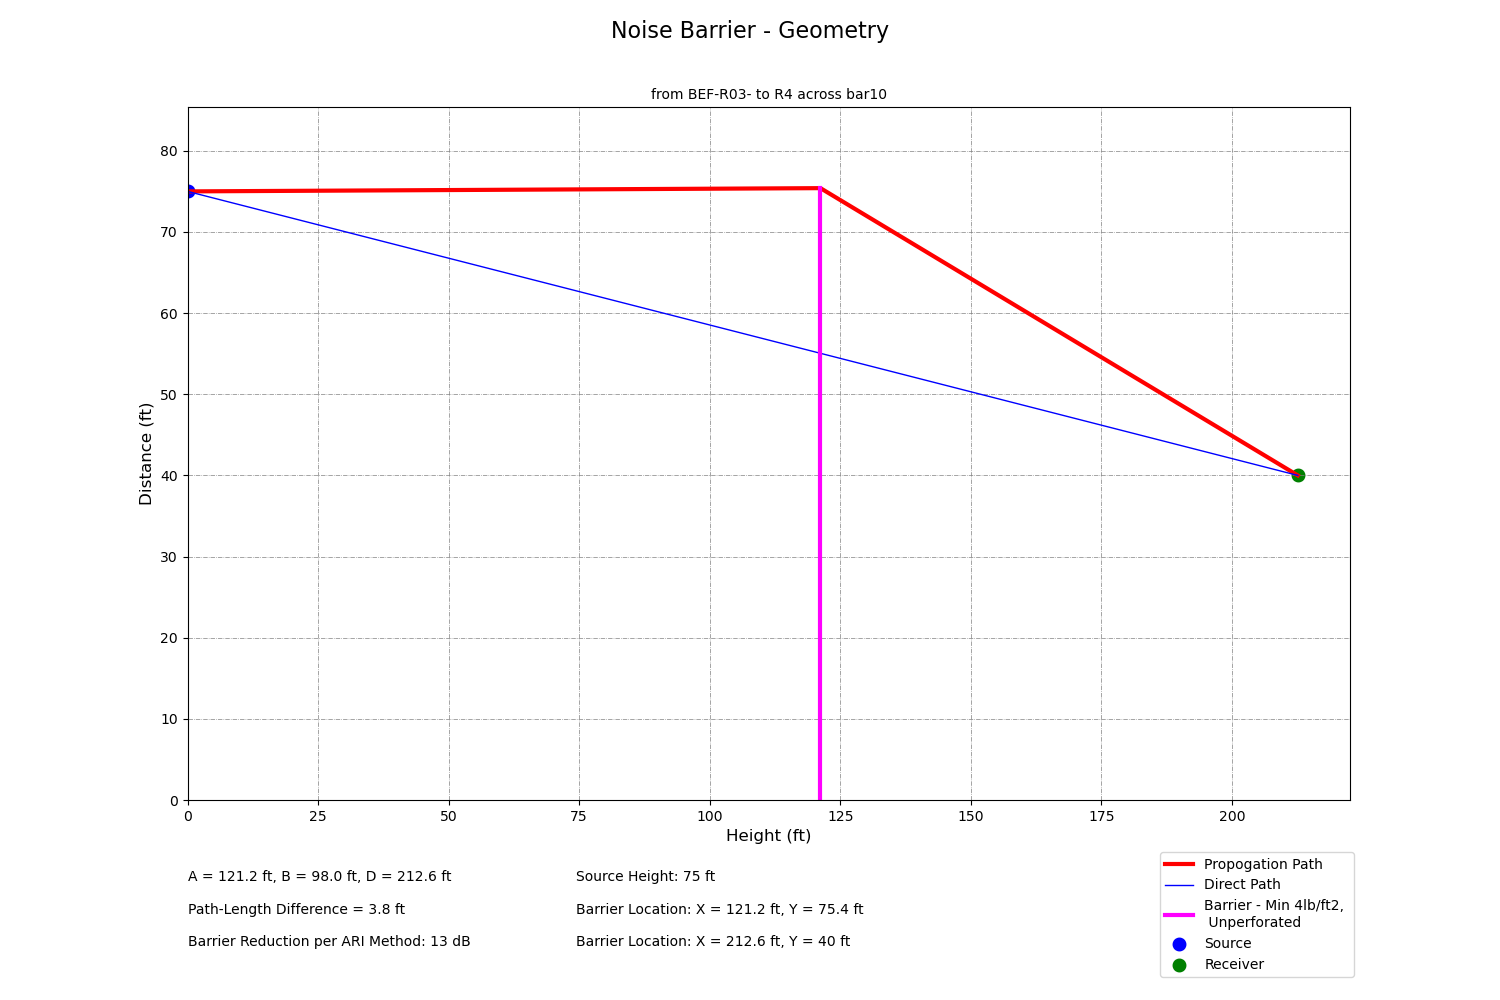 Noise Barrier - Geometry
from BEF-R03- to R4 across bar10
80
70
60
50
40
30
20
10
0
Distance (ft)
0 25 50 75 100 125 150 175 200
Height (ft)
A = 121.2 ft, B = 98.0 ft, D = 212.6 ft
Path-Length Difference = 3.8 ft
Barrier Reduction per ARI Method: 13 dB
Source Height: 75 ft
Barrier Location: X = 121.2 ft, Y = 75.4 ft
Barrier Location: X = 212.6 ft, Y = 40 ft
Propogation Path
Direct Path
Barrier - Min 4lb/ft2,
Unperforated
Source
Receiver